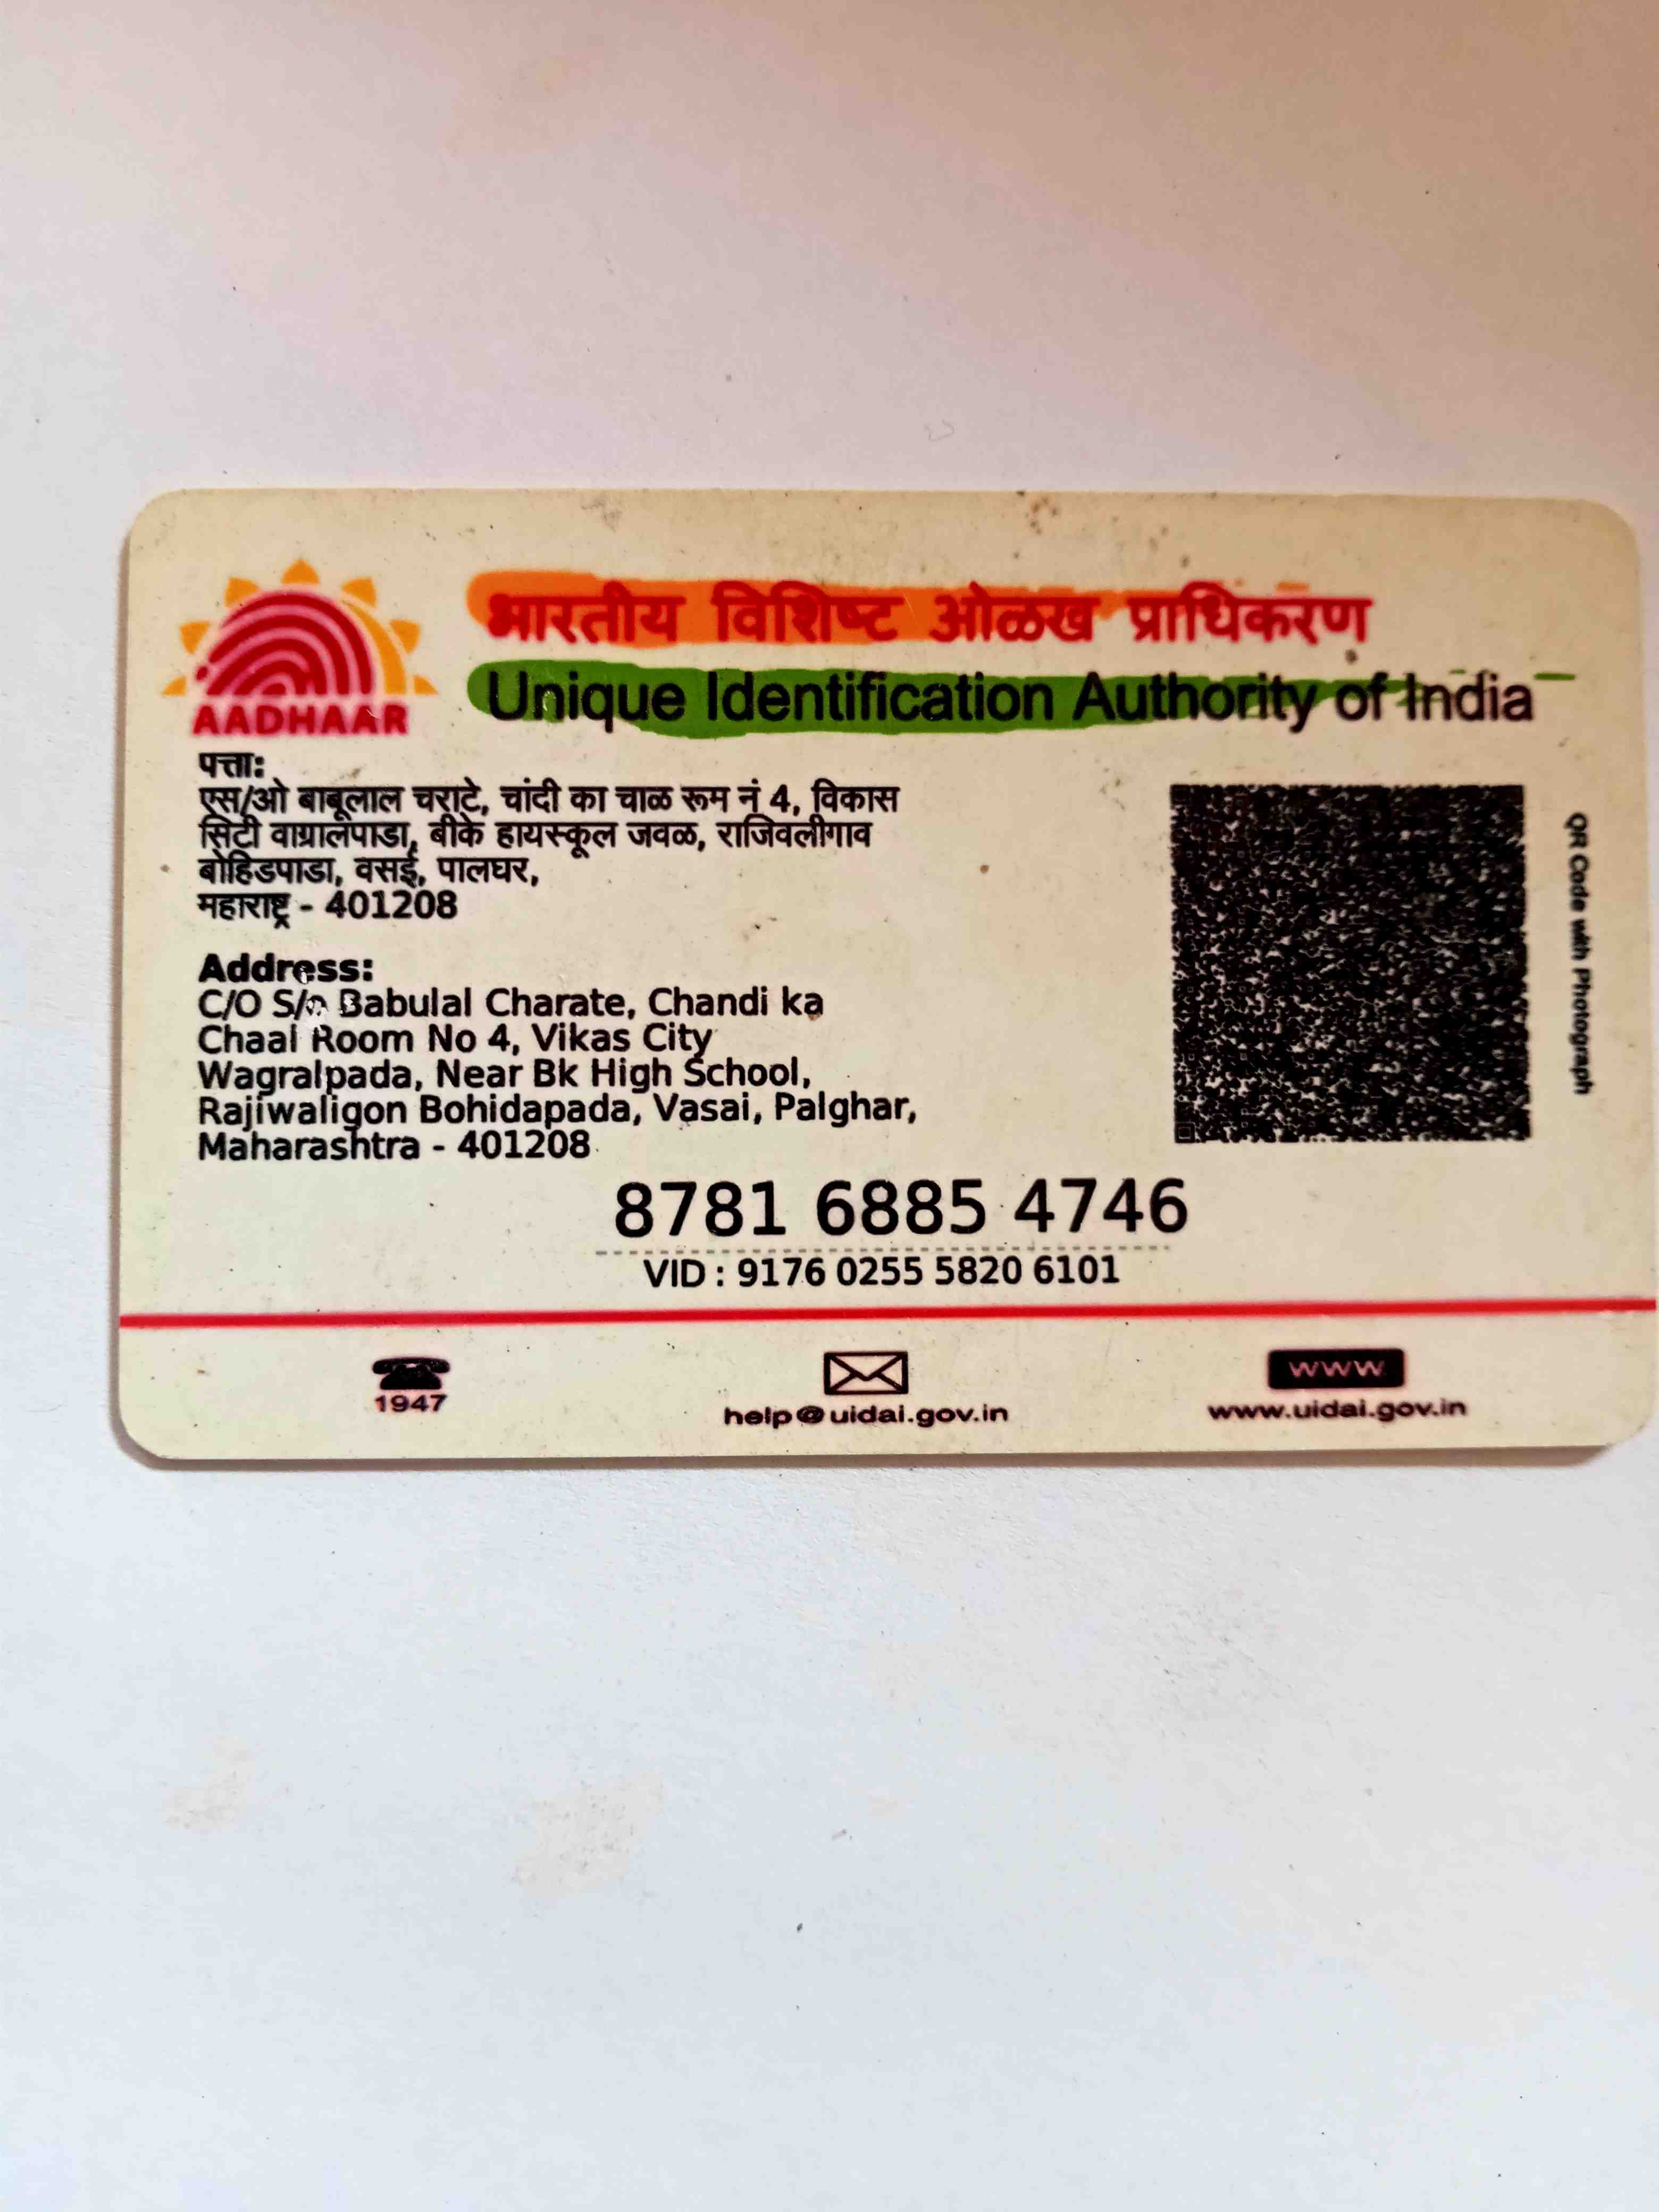 AADHAAR
भारतीय विशिष्ट ओळख प्राधिकरण
Unique Identification Authority of India
पत्ता:
एस/ओ बाबूलाल चराटे, चांदी का चाळ रूम नं 4, विकास
सिटी वाग्रालपाडा, बीके हायस्कूल जवळ, राजिवलीगाव
बोहिडपाडा, वसई, पालघर,
महाराष्ट्र - 401208
Address:
C/O S/o Babulal Charate, Chandi ka
Chaal Room No 4, Vikas City
Wagralpada, Near Bk High School,
Rajiwaligon Bohidapada, Vasai, Palghar,
Maharashtra - 401208
QR Code with Photograph
8781 6885 4746
VID : 9176 0255 5820 6101
1947
help@uidai.gov.in
WWW
www.uidai.gov.in